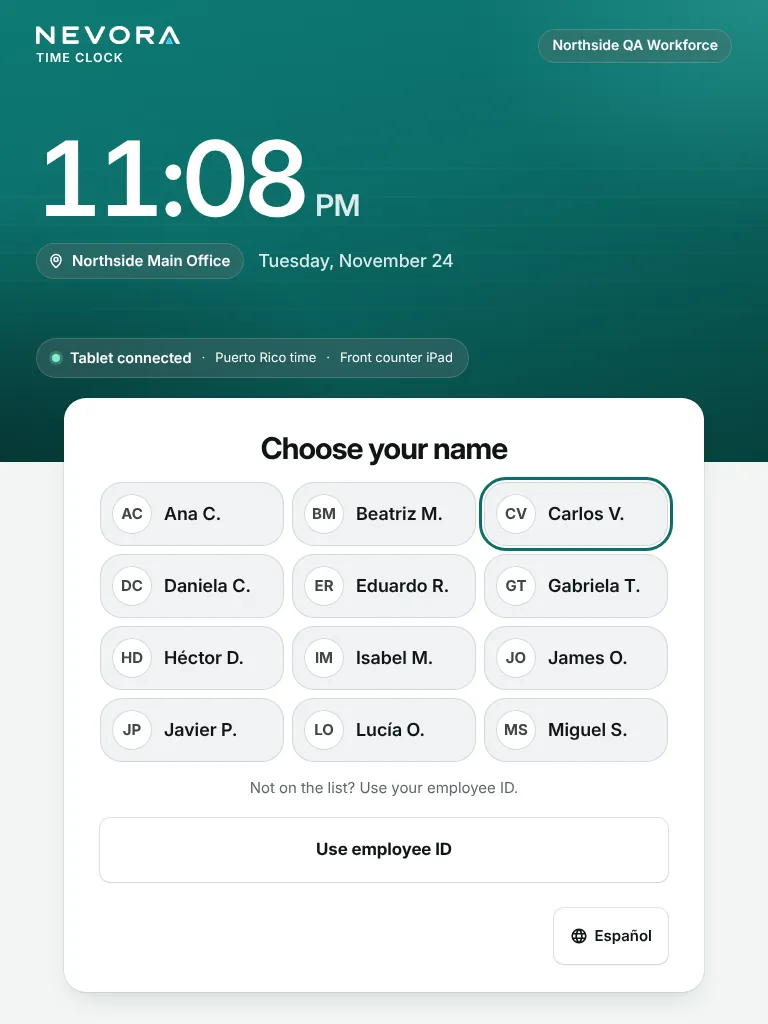 NEVORA
TIME CLOCK
Northside QA Workforce
11:08 PM
Northside Main Office
Tuesday, November 24
Tablet connected · Puerto Rico time · Front counter iPad
Choose your name
AC Ana C.
BM Beatriz M.
CV Carlos V.
DC Daniela C.
ER Eduardo R.
GT Gabriela T.
HD Héctor D.
IM Isabel M.
JO James O.
JP Javier P.
LO Lucía O.
MS Miguel S.
Not on the list? Use your employee ID.
Use employee ID
Español